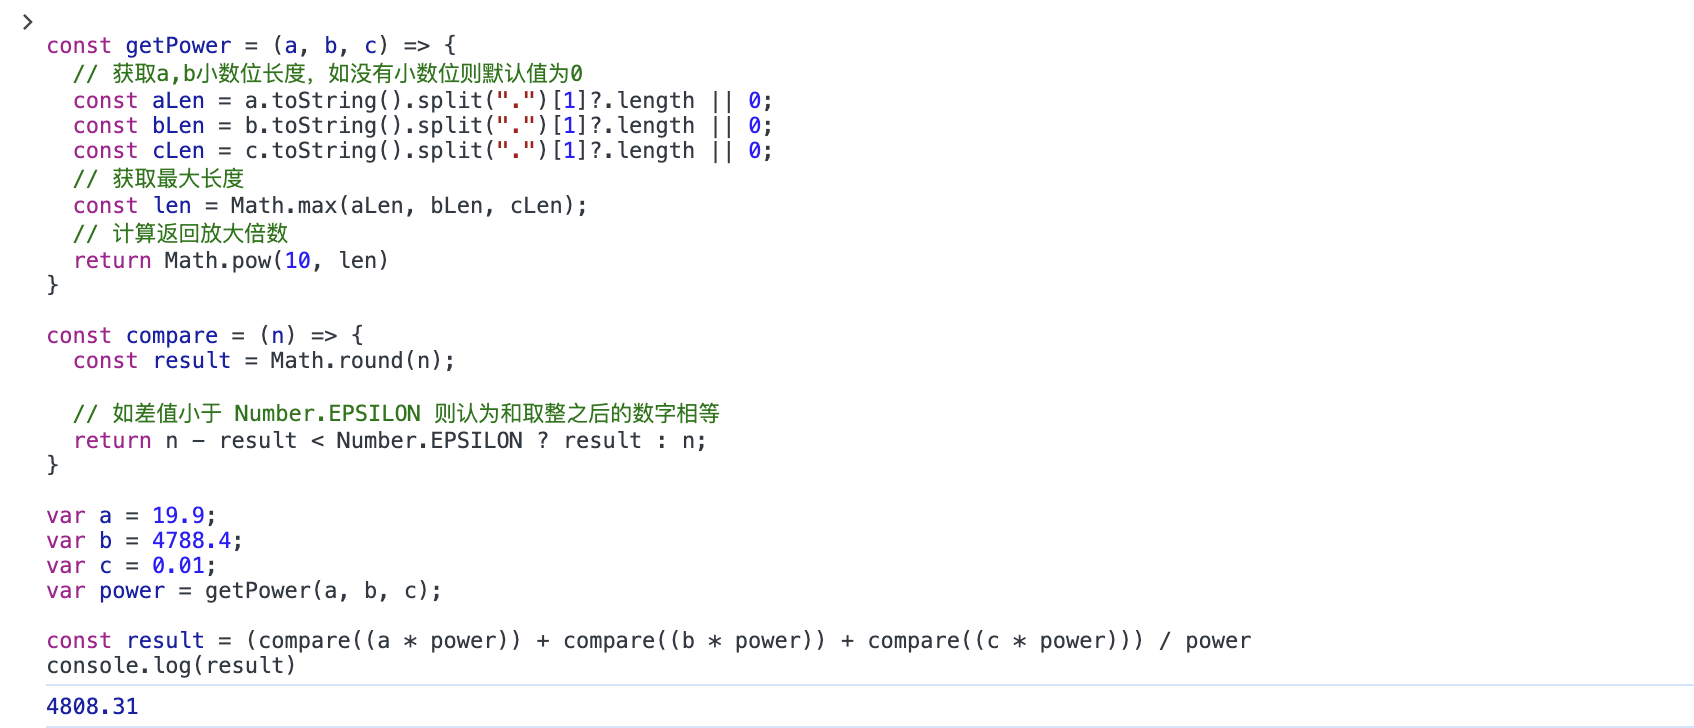 >
const getPower = (a, b, c) => {
  // 获取a,b小数位长度，如没有小数位则默认值为0
  const aLen = a.toString().split(".")[1]?.length || 0;
  const bLen = b.toString().split(".")[1]?.length || 0;
  const cLen = c.toString().split(".")[1]?.length || 0;
  // 获取最大长度
  const len = Math.max(aLen, bLen, cLen);
  // 计算返回放大倍数
  return Math.pow(10, len)
}
const compare = (n) => {
  const result = Math.round(n);
  // 如差值小于 Number.EPSILON 则认为和取整之后的数字相等
  return n - result < Number.EPSILON ? result : n;
}
var a = 19.9;
var b = 4788.4;
var c = 0.01;
var power = getPower(a, b, c);
const result = (compare((a * power)) + compare((b * power)) + compare((c * power))) / power
console.log(result)
4808.31